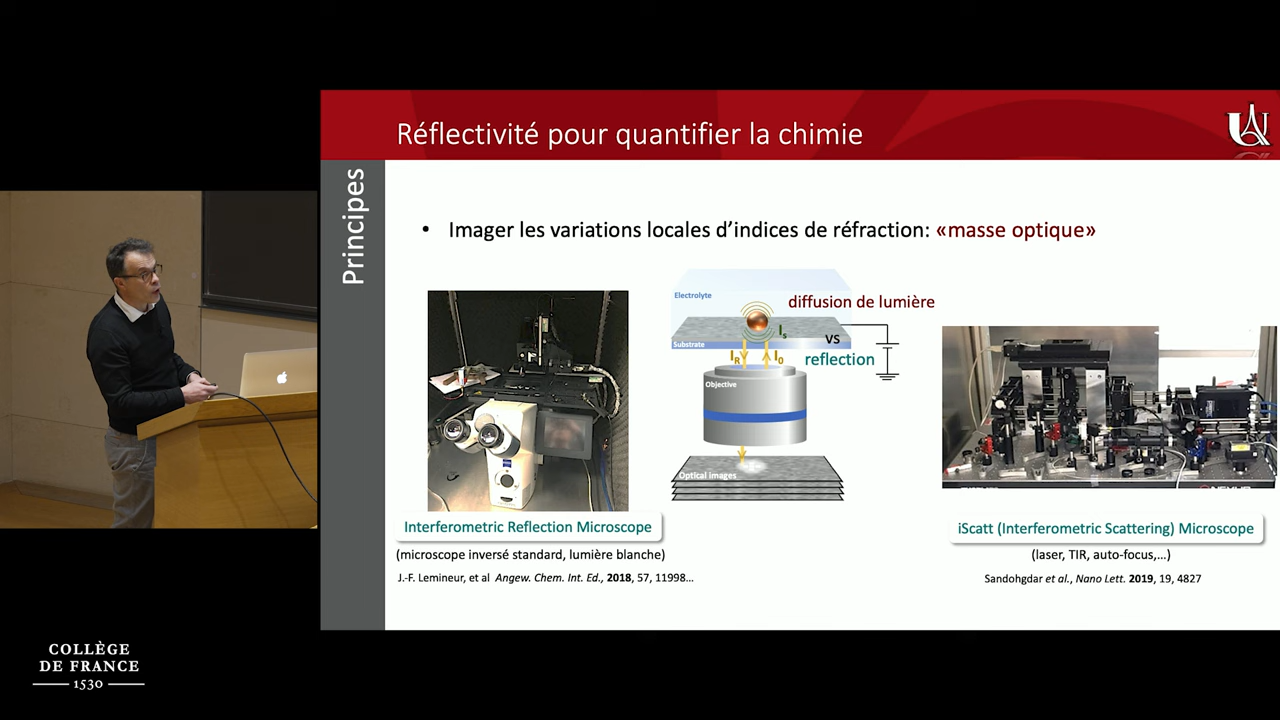 Réflectivité pour quantifier la chimie
Principes
• Imager les variations locales d’indices de réfraction: «masse optique»
Electrolyte
diffusion de lumière
Is
Substrate
vs
IR
I0
reflection
Objective
Optical images
Interferometric Reflection Microscope
(microscope inversé standard, lumière blanche)
J.-F. Lemineur, et al Angew. Chem. Int. Ed., 2018, 57, 11998…
iScatt (Interferometric Scattering) Microscope
(laser, TIR, auto-focus,...)
Sandohgdar et al., Nano Lett. 2019, 19, 4827
COLLÈGE
DE FRANCE
1530